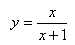 y = x/(x+1)